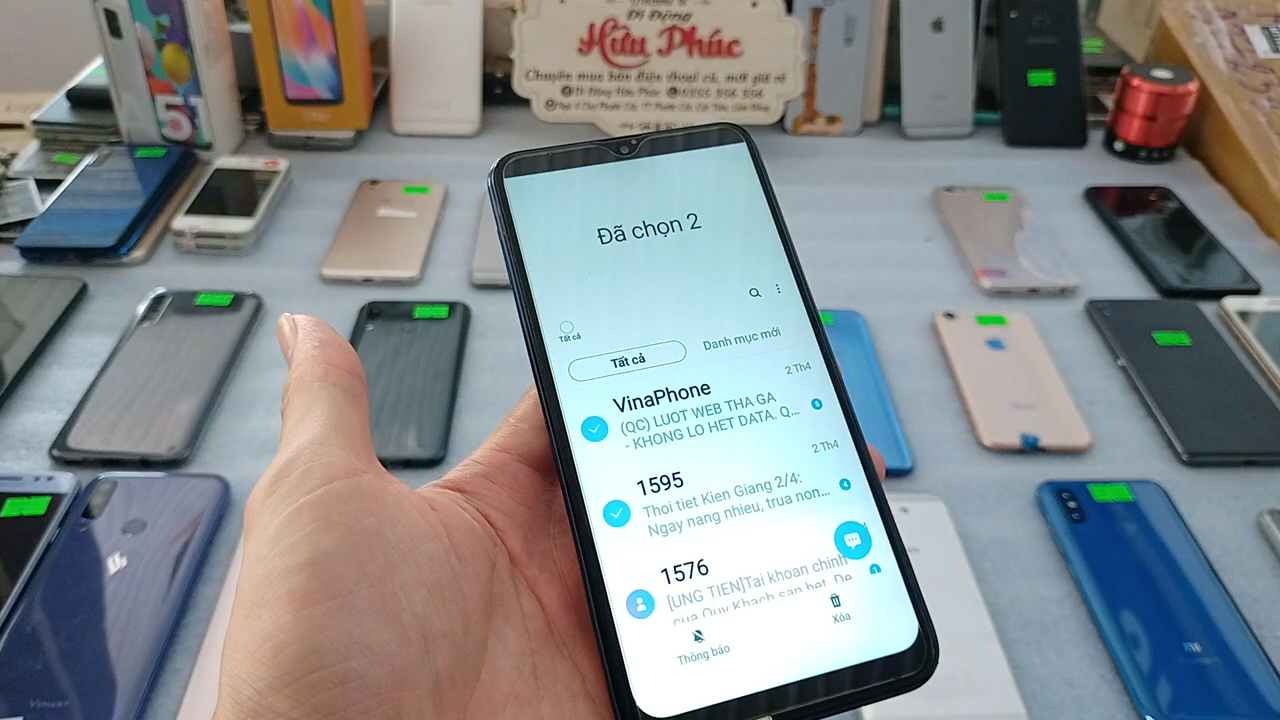 Di Động
Hữu Phúc
Chuyên mua bán điện thoại cũ, mới giá rẻ
Đã chọn 2
Tất cả
Tất cả
Danh mục mới
VinaPhone
2 Th4
(QC) LUOT WEB THA GA
- KHONG LO HET DATA. Q...
5
1595
2 Th4
Thoi tiet Kien Giang 2/4:
Ngay nang nhieu, trua non...
4
1576
[UNG TIEN]Tai khoan chinh
cua Quy Khach sap het. De
1
Thông báo
Xóa